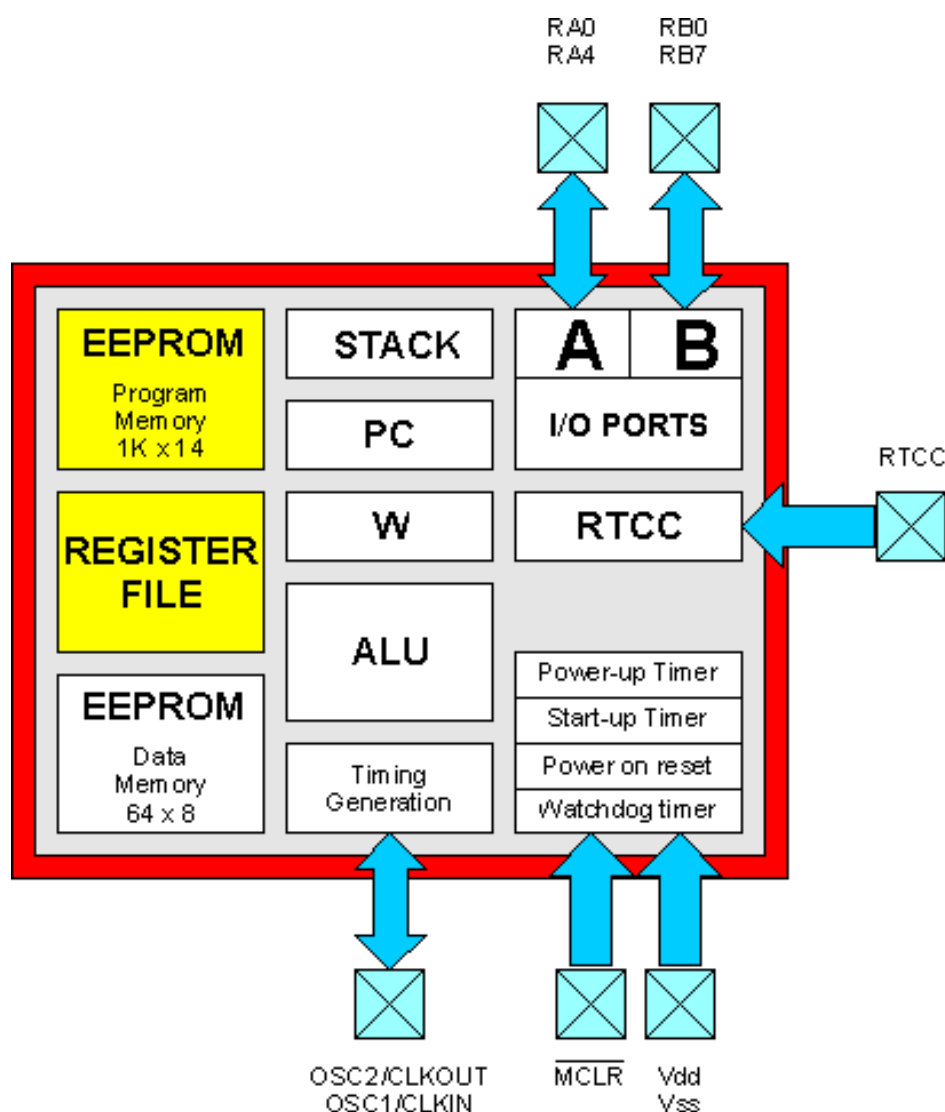 RA0
RA4
RB0
RB7
EEPROM
Program
Memory
1K x 14
STACK
A
B
PC
I/O PORTS
RTCC
REGISTER
FILE
W
RTCC
ALU
EEPROM
Data
Memory
64 x 8
Timing
Generation
Power-up Timer
Start-up Timer
Power on reset
Watchdog timer
OSC2/CLKOUT
OSC1/CLKIN
MCLR
Vdd
Vss